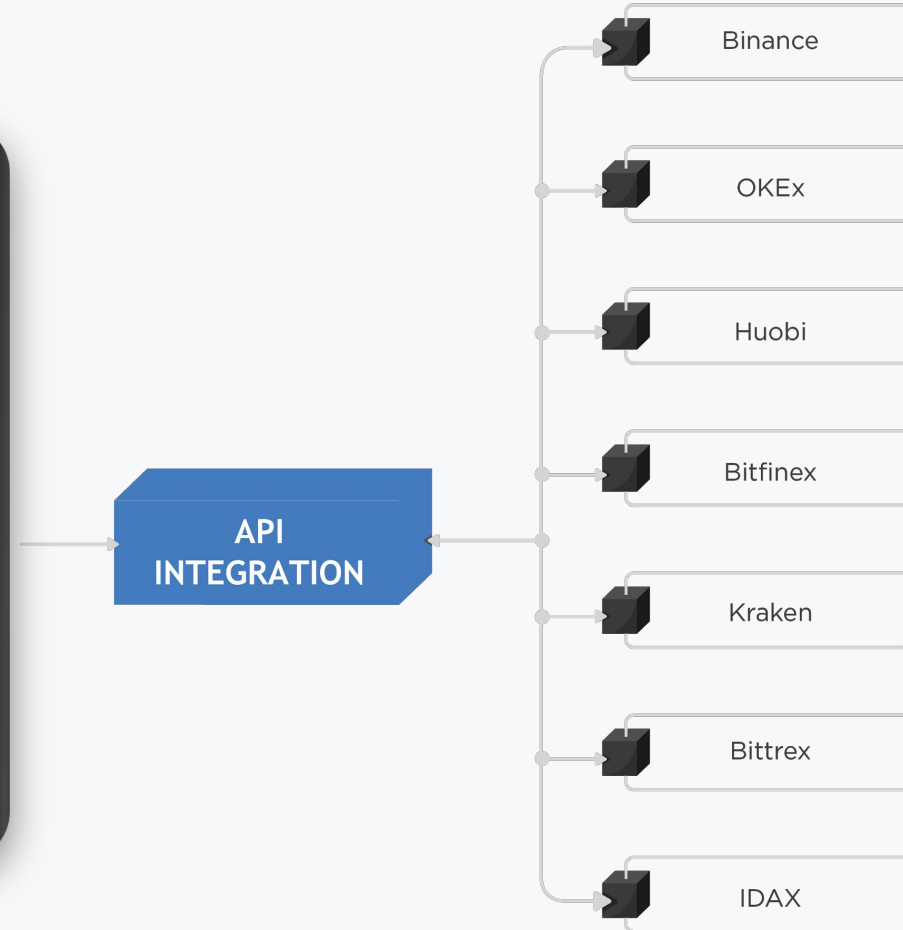 Binance
OKEx
Huobi
Bitfinex
API
INTEGRATION
Kraken
Bittrex
IDAX